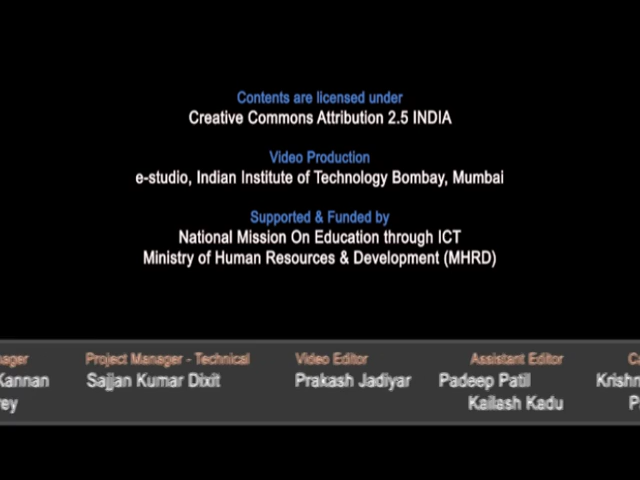 Contents are licensed under
Creative Commons Attribution 2.5 INDIA
Video Production
e-studio, Indian Institute of Technology Bombay, Mumbai
Supported & Funded by
National Mission On Education through ICT
Ministry of Human Resources & Development (MHRD)
Project Manager - Technical Video Editor Assistant Editor
Kannan Sajjan Kumar Dixit Prakash Jadiyar Padeep Patil
Kailash Kadu